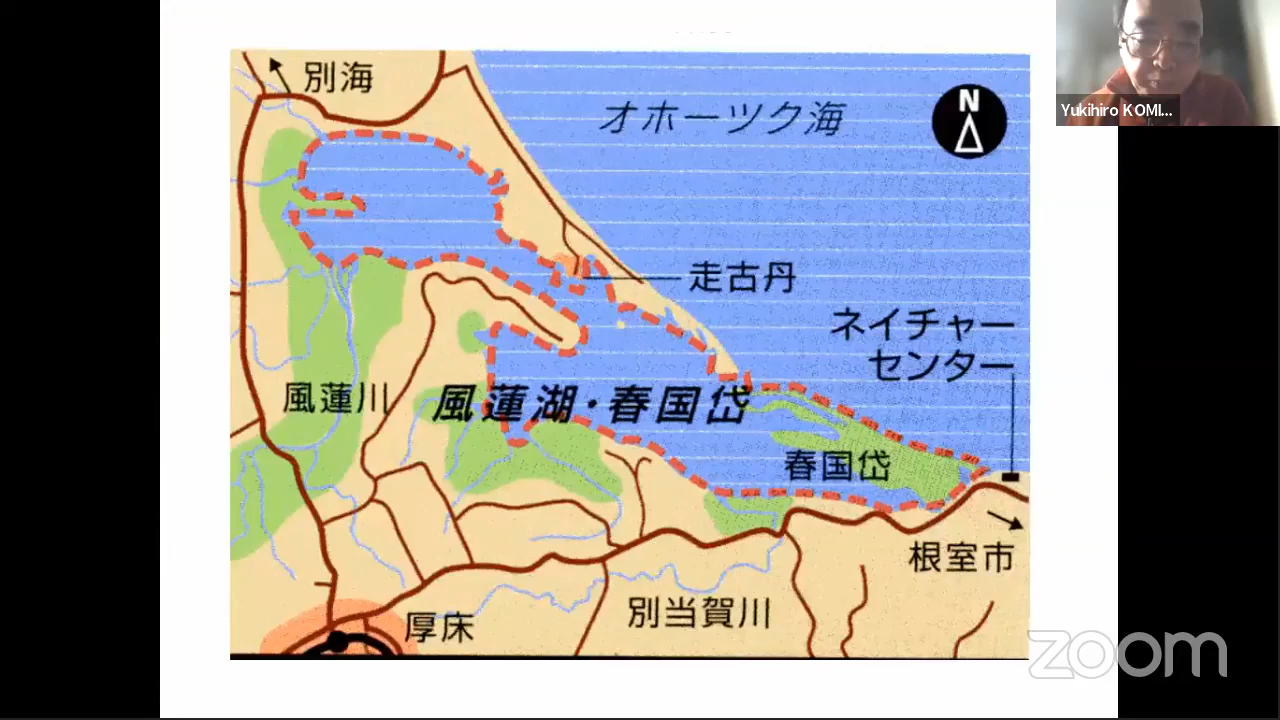 別海
オホーツク海
N
Yukihiro KOMI...
走古丹
ネイチャー
センター
風蓮川
風蓮湖・春国岱
春国岱
根室市
別当賀川
厚床
zoom